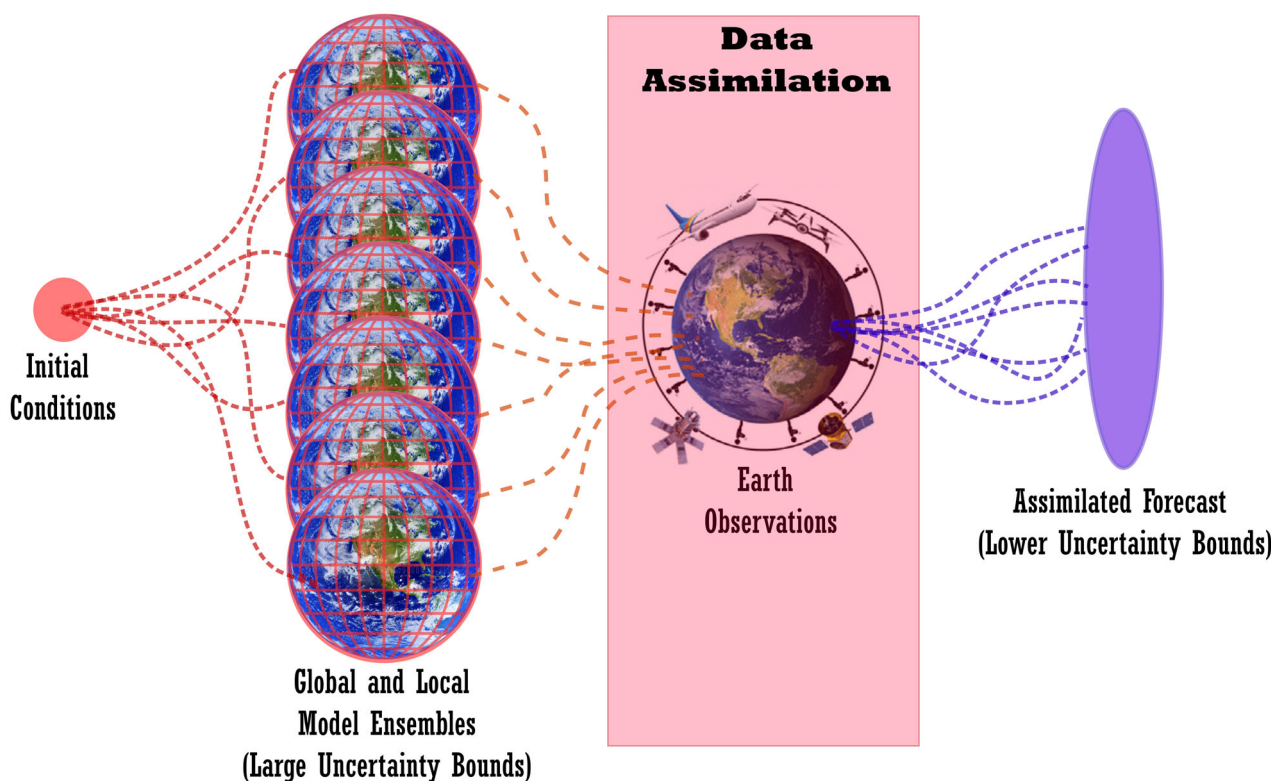 Data
Assimilation
Initial
Conditions
Earth
Observations
Assimilated Forecast
(Lower Uncertainty Bounds)
Global and Local
Model Ensembles
(Large Uncertainty Bounds)